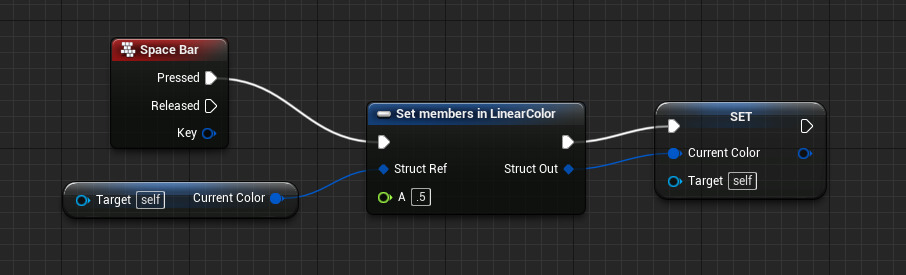 Space Bar
Pressed
Released
Key
Target self Current Color
Set members in LinearColor
Struct Ref Struct Out
A .5
SET
Current Color
Target self